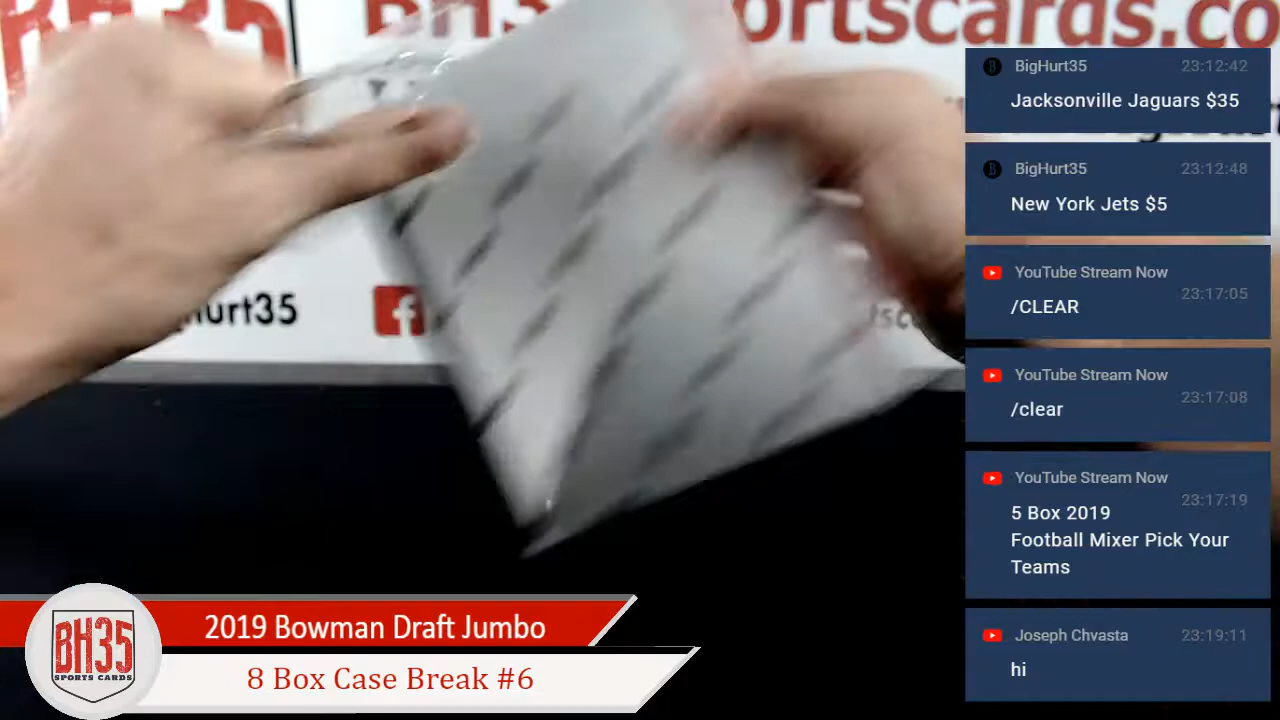 BH35
BH35
sportscards.co
Hurt35
f
BigHurt35 23:12:42
Jacksonville Jaguars $35
BigHurt35 23:12:48
New York Jets $5
YouTube Stream Now 23:17:05
/CLEAR
YouTube Stream Now 23:17:08
/clear
YouTube Stream Now 23:17:19
5 Box 2019
Football Mixer Pick Your
Teams
Joseph Chvasta 23:19:11
hi
BH35
SPORTS CARDS
2019 Bowman Draft Jumbo
8 Box Case Break #6